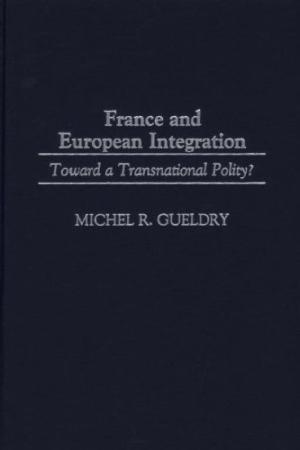 France and
European Integration
Toward a Transnational Polity?
MICHEL R. GUELDRY